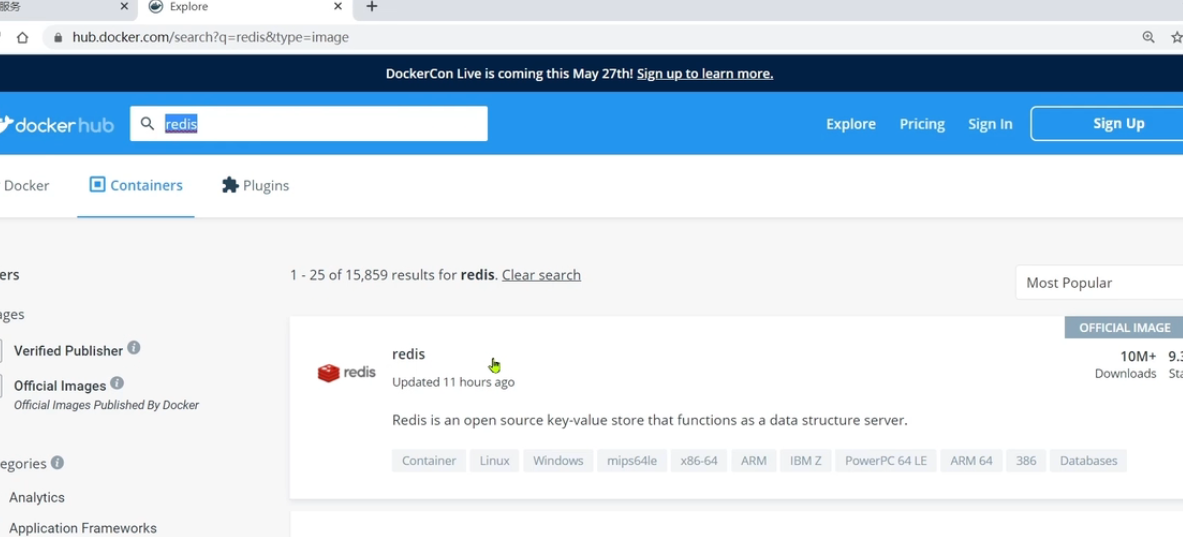 服务
Explore
hub.docker.com/search?q=redis&type=image
DockerCon Live is coming this May 27th! Sign up to learn more.
docker hub
redis
Explore
Pricing
Sign In
Sign Up
Docker
Containers
Plugins
ers
1 - 25 of 15,859 results for redis. Clear search
Most Popular
ages
Verified Publisher
Official Images
Official Images Published By Docker
OFFICIAL IMAGE
redis
redis
Updated 11 hours ago
10M+
Downloads
9.3
Sta
Redis is an open source key-value store that functions as a data structure server.
Container Linux Windows mips64le x86-64 ARM IBM Z PowerPC 64 LE ARM 64 386 Databases
egories
Analytics
Application Frameworks